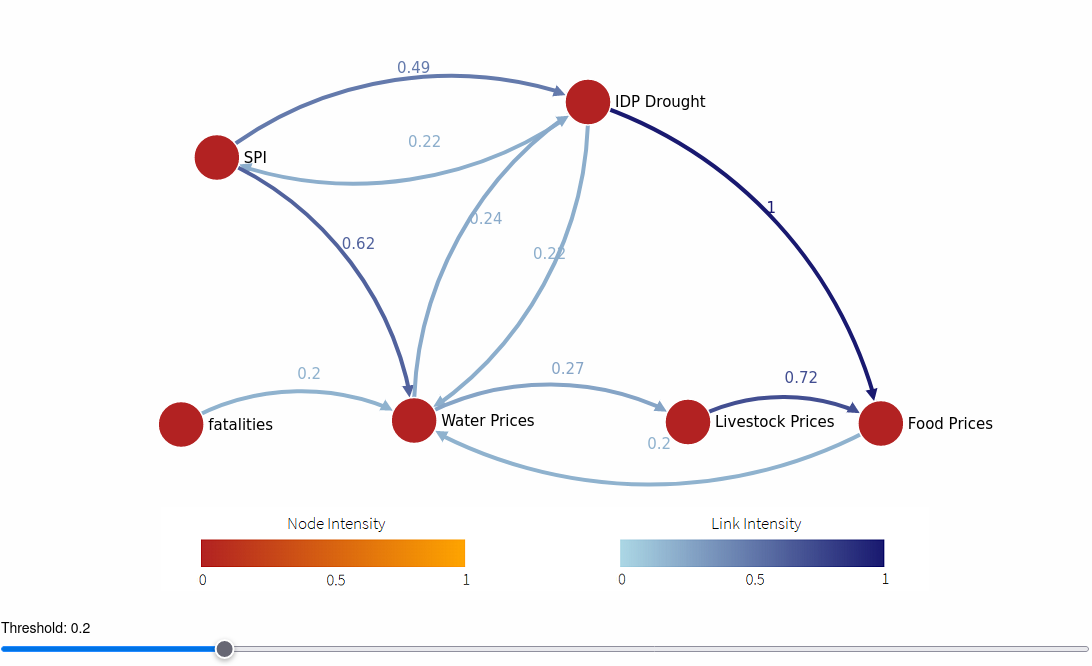 0.49
IDP Drought
0.22
SPI
1
0.24
0.62
0.22
0.2
0.27
0.72
fatalities
Water Prices
Livestock Prices
Food Prices
0.2
Node Intensity
Link Intensity
0 0.5 1
0 0.5 1
Threshold: 0.2